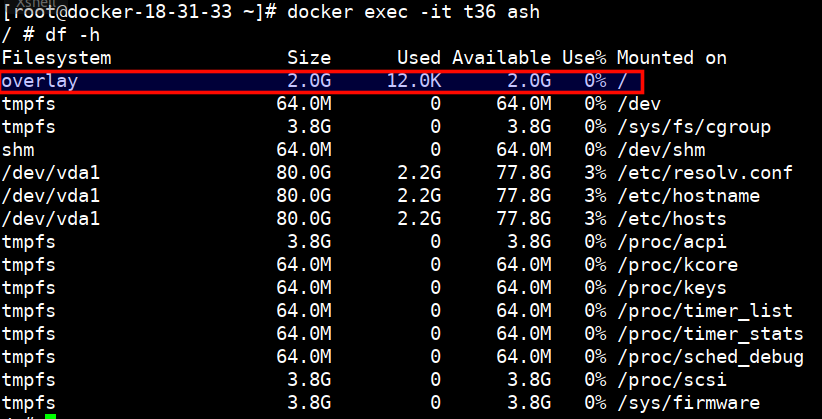 Xshell
[root@docker-18-31-33 ~]# docker exec -it t36 ash
/ # df -h
Filesystem                Size      Used Available Use% Mounted on
overlay                   2.0G     12.0K      2.0G   0% /
tmpfs                    64.0M         0     64.0M   0% /dev
tmpfs                     3.8G         0      3.8G   0% /sys/fs/cgroup
shm                      64.0M         0     64.0M   0% /dev/shm
/dev/vda1                80.0G      2.2G     77.8G   3% /etc/resolv.conf
/dev/vda1                80.0G      2.2G     77.8G   3% /etc/hostname
/dev/vda1                80.0G      2.2G     77.8G   3% /etc/hosts
tmpfs                     3.8G         0      3.8G   0% /proc/acpi
tmpfs                    64.0M         0     64.0M   0% /proc/kcore
tmpfs                    64.0M         0     64.0M   0% /proc/keys
tmpfs                    64.0M         0     64.0M   0% /proc/timer_list
tmpfs                    64.0M         0     64.0M   0% /proc/timer_stats
tmpfs                    64.0M         0     64.0M   0% /proc/sched_debug
tmpfs                     3.8G         0      3.8G   0% /proc/scsi
tmpfs                     3.8G         0      3.8G   0% /sys/firmware